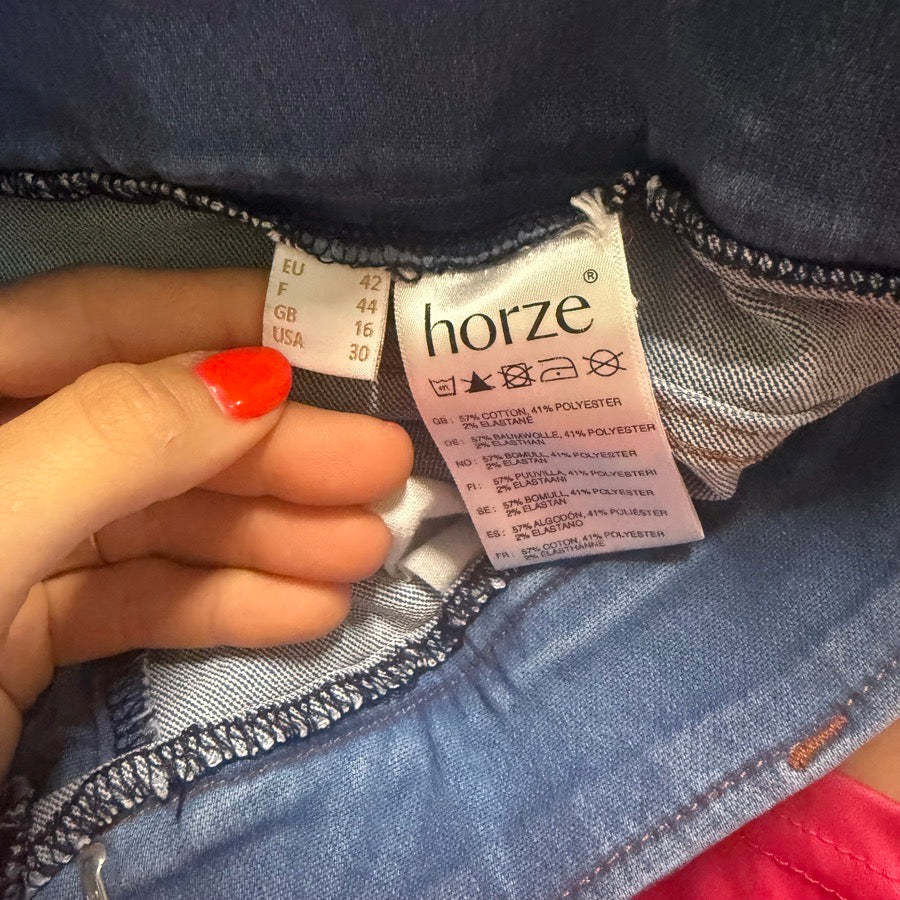 EU 42
F 44
GB 16
USA 30
horze®
GB: 57% COTTON, 41% POLYESTER
2% ELASTANE
DE: 57% BAUMWOLLE, 41% POLYESTER
2% ELASTHAN
NO: 57% BOMULL, 41% POLYESTER
2% ELASTAN
FI: 57% PUUVILLA, 41% POLYESTERI
2% ELASTAANI
SE: 57% BOMULL, 41% POLYESTER
2% ELASTAN
ES: 57% ALGODÓN, 41% POLIÉSTER
2% ELASTANO
FR: 57% COTON, 41% POLYESTER
2% ELASTHANNE